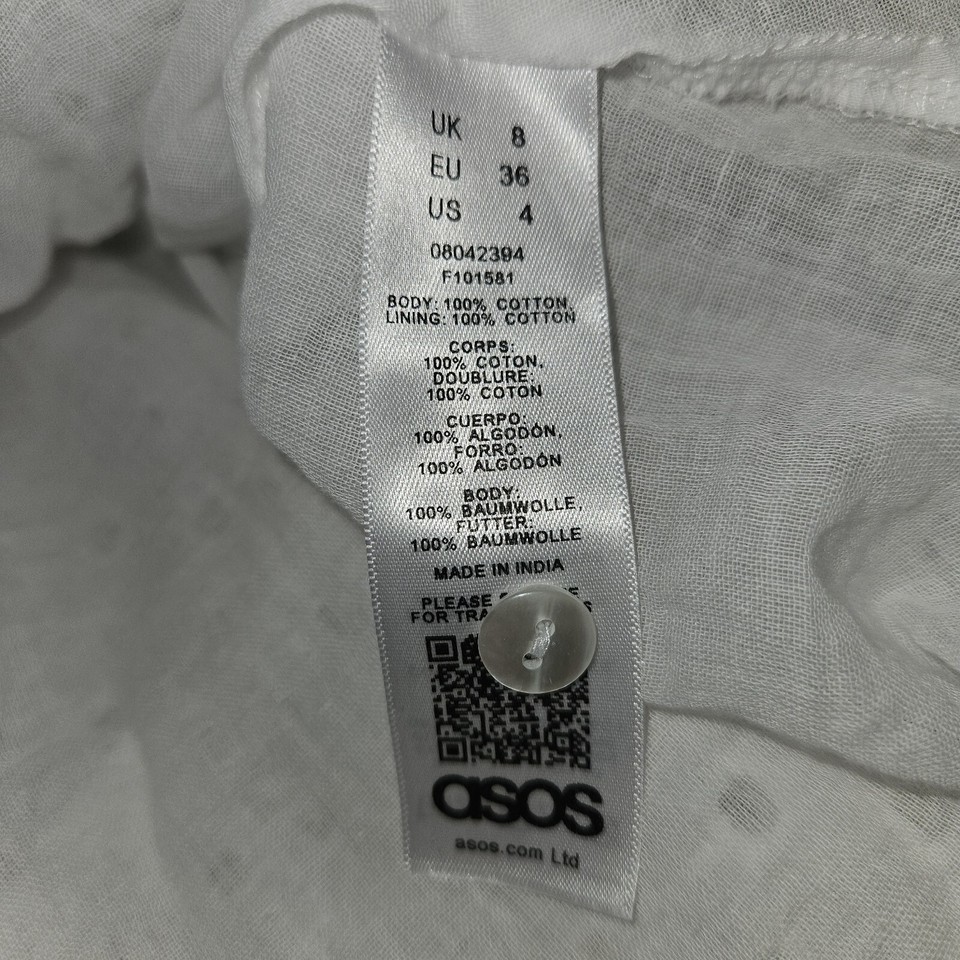 UK 8
EU 36
US 4
08042394
F101581
BODY: 100% COTTON,
LINING: 100% COTTON
CORPS:
100% COTON,
DOUBLURE:
100% COTON
CUERPO:
100% ALGODÓN,
FORRO:
100% ALGODÓN
BODY:
100% BAUMWOLLE,
FUTTER:
100% BAUMWOLLE
MADE IN INDIA
PLEASE
FOR
asos
asos.com Ltd